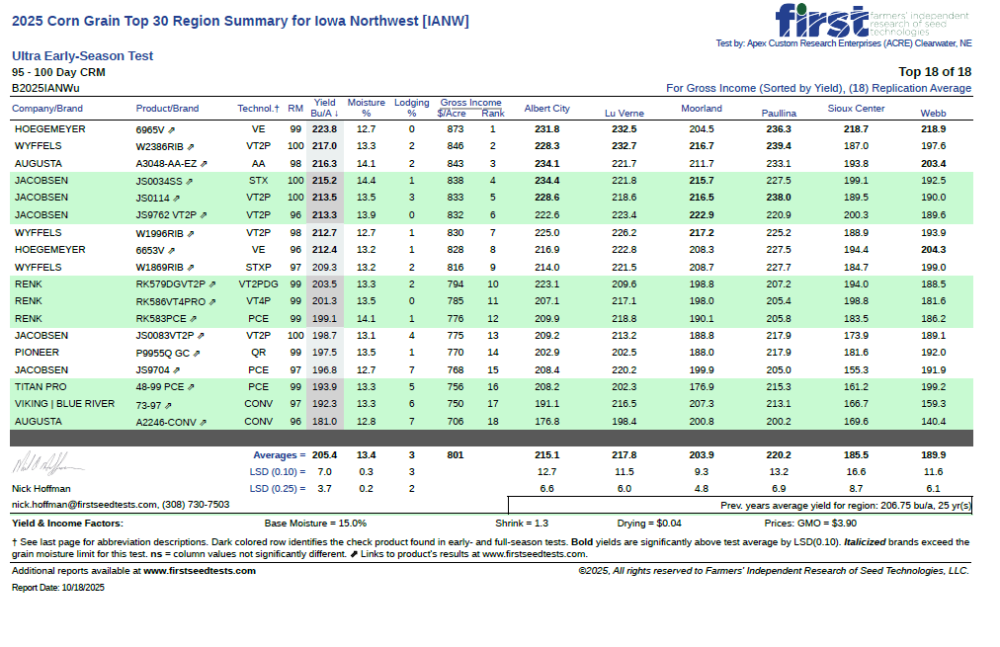 2025 Corn Grain Top 30 Region Summary for Iowa Northwest [IANW]
first farmers' independent research of seed technologies
Test by: Apex Custom Research Enterprises (ACRE) Clearwater, NE
Ultra Early-Season Test
95 - 100 Day CRM Top 18 of 18
B2025IANWu For Gross Income (Sorted by Yield), (18) Replication Average
Company/Brand Product/Brand Technol.† RM Yield Bu/A ↓ Moisture % Lodging % Gross Income $/Acre Rank Albert City Lu Verne Moorland Paullina Sioux Center Webb
HOEGEMEYER 6965V ⇗ VE 99 223.8 12.7 0 873 1 231.8 232.5 204.5 236.3 218.7 218.9
WYFFELS W2386RIB ⇗ VT2P 100 217.0 13.3 2 846 2 228.3 232.7 216.7 239.4 187.0 197.6
AUGUSTA A3048-AA-EZ ⇗ AA 98 216.3 14.1 2 843 3 234.1 221.7 211.7 233.1 193.8 203.4
JACOBSEN JS0034SS ⇗ STX 100 215.2 14.4 1 838 4 234.4 221.8 215.7 227.5 199.1 192.5
JACOBSEN JS0114 ⇗ VT2P 100 213.5 13.5 3 833 5 228.6 218.6 216.5 238.0 189.5 190.0
JACOBSEN JS9762 VT2P ⇗ VT2P 96 213.3 13.9 0 832 6 222.6 223.4 222.9 220.9 200.3 189.6
WYFFELS W1996RIB ⇗ VT2P 98 212.7 12.7 1 830 7 225.0 226.2 217.2 225.2 188.9 193.9
HOEGEMEYER 6653V ⇗ VE 96 212.4 13.2 1 828 8 216.9 222.8 208.3 227.5 194.4 204.3
WYFFELS W1869RIB ⇗ STXP 97 209.3 13.2 2 816 9 214.0 221.5 208.7 227.7 184.7 199.0
RENK RK579DGVT2P ⇗ VT2PDG 99 203.5 13.3 2 794 10 223.1 209.6 198.8 207.2 194.0 188.5
RENK RK586VT4PRO ⇗ VT4P 99 201.3 13.5 0 785 11 207.1 217.1 198.0 205.4 198.8 181.6
RENK RK583PCE ⇗ PCE 99 199.1 14.1 1 776 12 209.9 218.8 190.1 205.8 183.5 186.2
JACOBSEN JS0083VT2P ⇗ VT2P 100 198.7 13.1 4 775 13 209.2 213.2 188.8 217.9 173.9 189.1
PIONEER P9955Q GC ⇗ QR 99 197.5 13.5 1 770 14 202.9 202.5 188.0 217.9 181.6 192.0
JACOBSEN JS9704 ⇗ PCE 97 196.8 12.7 7 768 15 208.4 220.2 199.9 205.0 155.3 191.9
TITAN PRO 48-99 PCE ⇗ PCE 99 193.9 13.3 5 756 16 208.2 202.3 176.9 215.3 161.2 199.2
VIKING | BLUE RIVER 73-97 ⇗ CONV 97 192.3 13.3 6 750 17 191.1 216.5 207.3 213.1 166.7 159.3
AUGUSTA A2246-CONV ⇗ CONV 96 181.0 12.8 7 706 18 176.8 198.4 200.8 200.2 169.6 140.4
Averages = 205.4 13.4 3 801 215.1 217.8 203.9 220.2 185.5 189.9
LSD (0.10) = 7.0 0.3 3 12.7 11.5 9.3 13.2 16.6 11.6
Nick Hoffman LSD (0.25) = 3.7 0.2 2 6.6 6.0 4.8 6.9 8.7 6.1
nick.hoffman@firstseedtests.com, (308) 730-7503 Prev. years average yield for region: 206.75 bu/a, 25 yr(s)
Yield & Income Factors: Base Moisture = 15.0% Shrink = 1.3 Drying = $0.04 Prices: GMO = $3.90
† See last page for abbreviation descriptions. Dark colored row identifies the check product found in early- and full-season tests. Bold yields are significantly above test average by LSD(0.10). Italicized brands exceed the
grain moisture limit for this test. ns = column values not significantly different. ⇗ Links to product's results at www.firstseedtests.com.
Additional reports available at www.firstseedtests.com ©2025, All rights reserved to Farmers' Independent Research of Seed Technologies, LLC.
Report Date: 10/18/2025